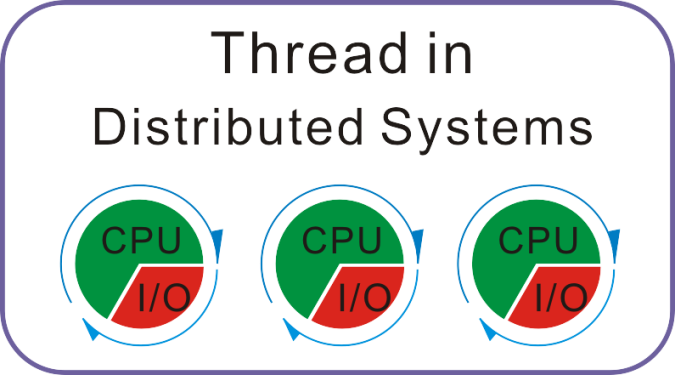 Thread in
Distributed Systems
CPU
I/O
CPU
I/O
CPU
I/O